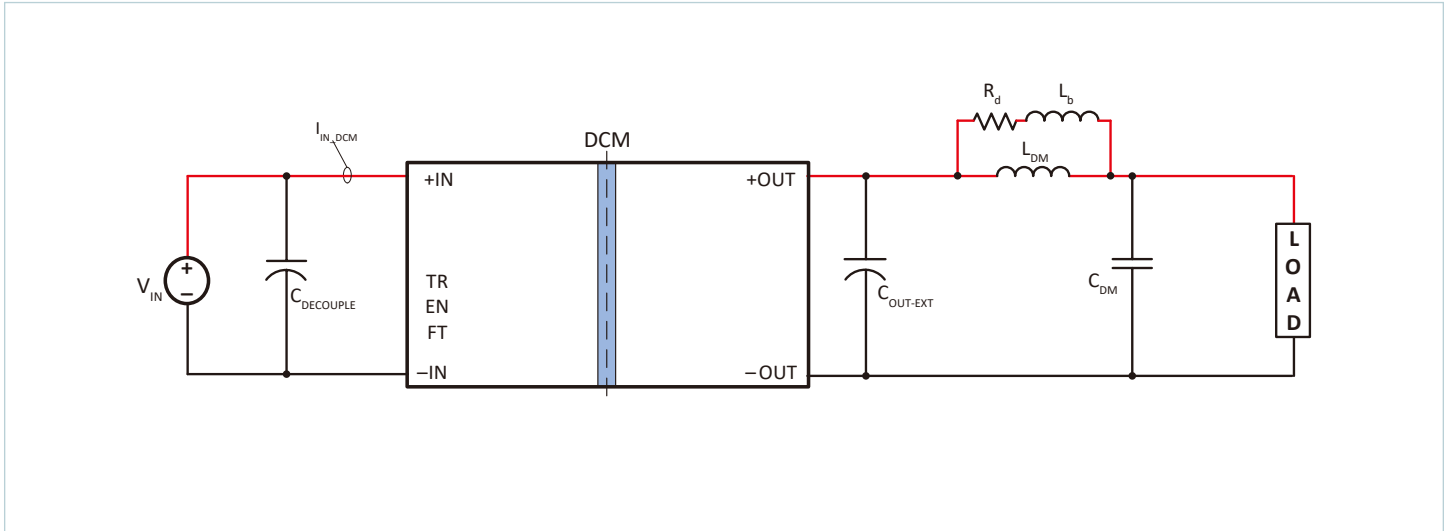 R_d
L_b
I_IN_DCM
DCM
L_DM
+IN
+OUT
V_IN
+
–
C_DECOUPLE
TR
EN
FT
C_OUT-EXT
C_DM
L
O
A
D
–IN
–OUT